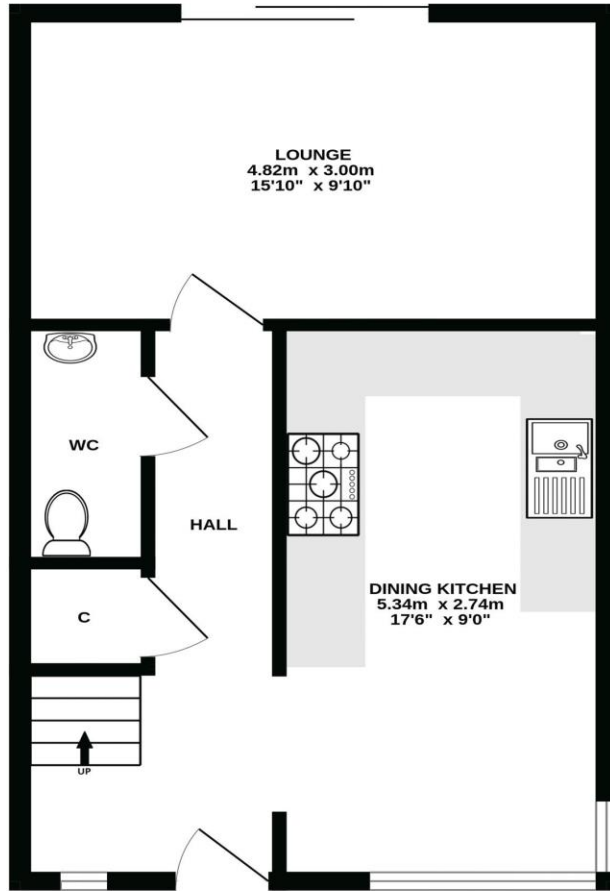 LOUNGE
4.82m x 3.00m
15'10" x 9'10"
WC
HALL
DINING KITCHEN
5.34m x 2.74m
17'6" x 9'0"
C
UP